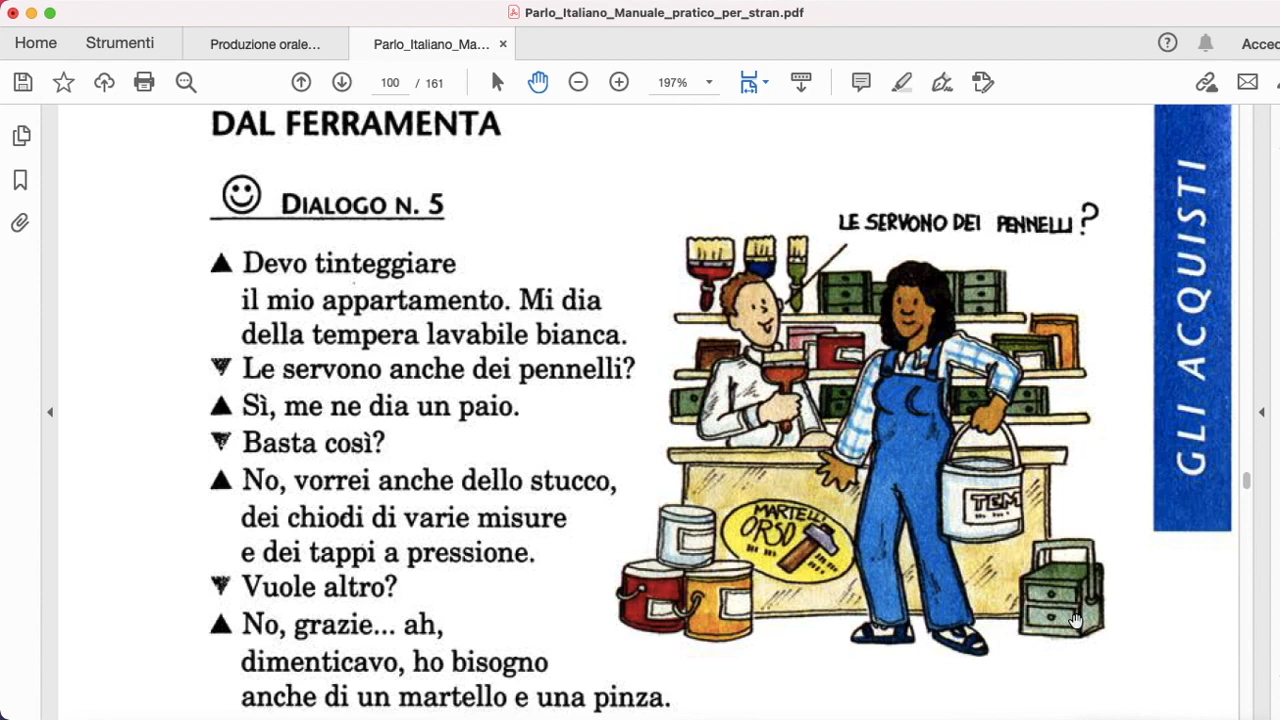 Parlo_Italiano_Manuale_pratico_per_stran.pdf
Home Strumenti Produzione orale... Parlo_Italiano_Ma... ×
100 / 161 197%
DAL FERRAMENTA
DIALOGO N. 5
▲ Devo tinteggiare
il mio appartamento. Mi dia
della tempera lavabile bianca.
▼ Le servono anche dei pennelli?
▲ Sì, me ne dia un paio.
▼ Basta così?
▲ No, vorrei anche dello stucco,
dei chiodi di varie misure
e dei tappi a pressione.
▼ Vuole altro?
▲ No, grazie... ah,
dimenticavo, ho bisogno
anche di un martello e una pinza.
LE SERVONO DEI PENNELLI?
TEM
MARTELLI
ORSO
GLI ACQUISTI